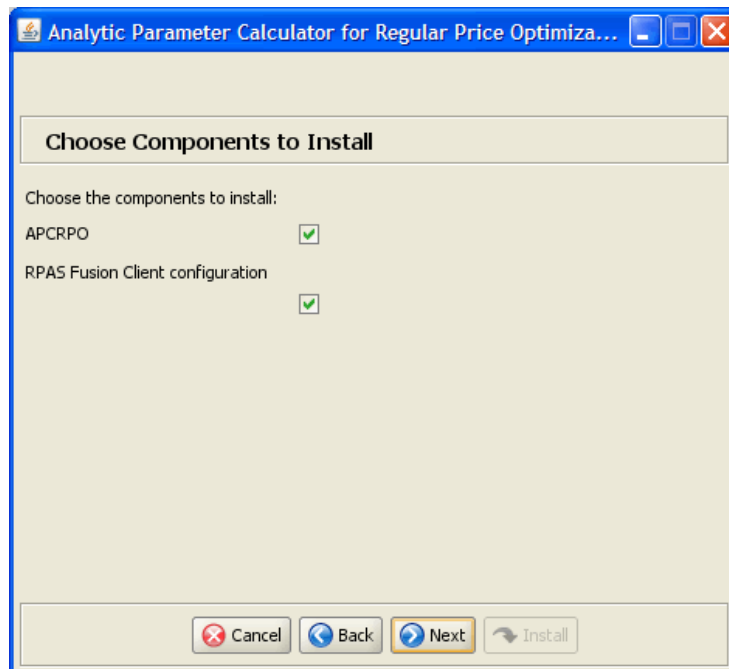 Analytic Parameter Calculator for Regular Price Optimiza...
Choose Components to Install
Choose the components to install:
APCRPO
RPAS Fusion Client configuration
Cancel Back Next Install